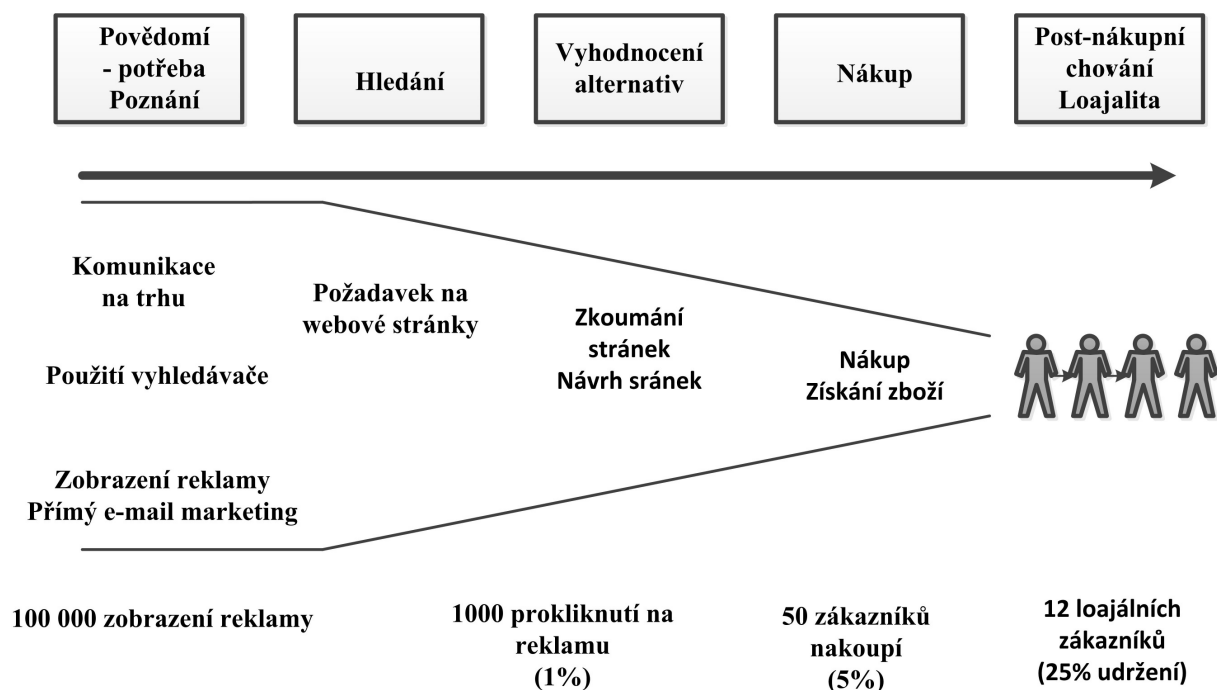 Povědomí
- potřeba
Poznání
Hledání
Vyhodnocení
alternativ
Nákup
Post-nákupní
chování
Loajalita
Komunikace
na trhu
Použití vyhledávače
Zobrazení reklamy
Přímý e-mail marketing
Požadavek na
webové stránky
Zkoumání
stránek
Návrh sránek
Nákup
Získání zboží
100 000 zobrazení reklamy
1000 prokliknutí na
reklamu
(1%)
50 zákazníků
nakoupí
(5%)
12 loajálních
zákazníků
(25% udržení)